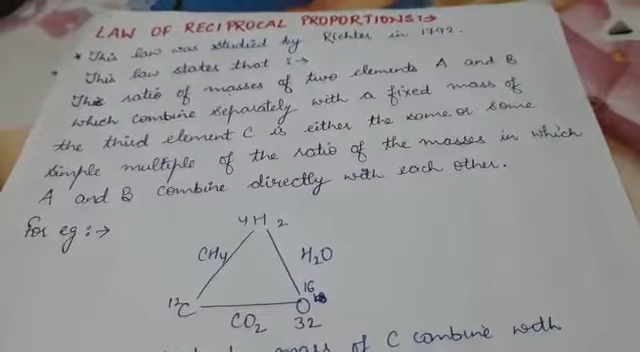 LAW OF RECIPROCAL PROPORTIONS:→
* This law was studied by Richter in 1792.
* This law states that :→
The ratio of masses of two elements A and B
which combine separately with a fixed mass of
the third element C is either the same or some
simple multiple of the ratio of the masses in which
A and B combine directly with each other.
For eg :→
4 H 2
CH4 H2O
16
12C O
CO2 32
mass of C combine with